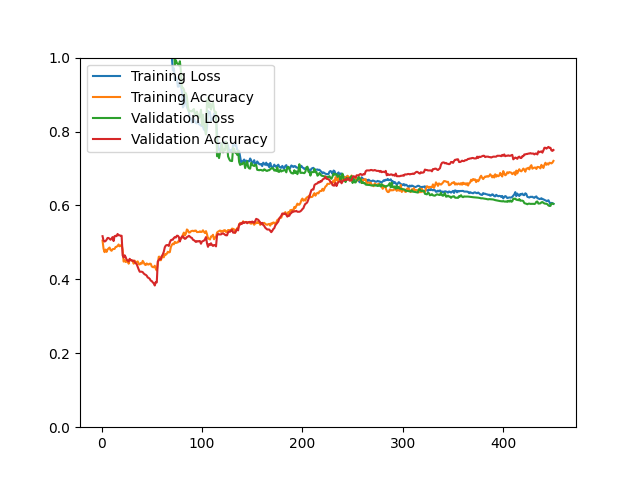 1.0
0.8
0.6
0.4
0.2
0.0
Training Loss
Training Accuracy
Validation Loss
Validation Accuracy
0 100 200 300 400